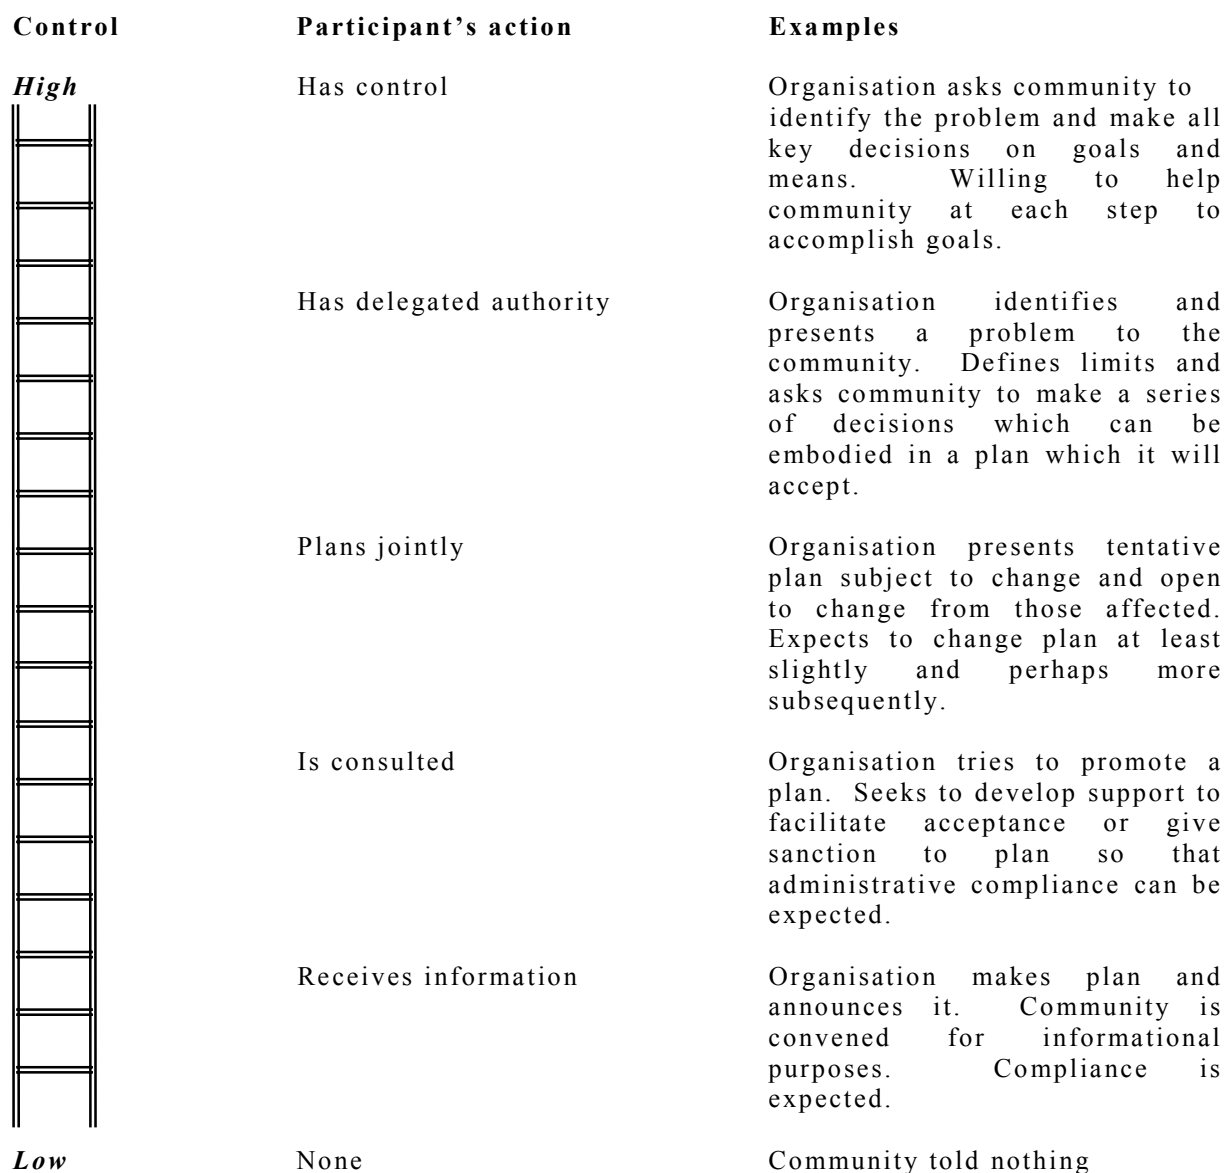 Control Participant's action Examples
High Has control Organisation asks community to
identify the problem and make all
key decisions on goals and
means. Willing to help
community at each step to
accomplish goals.
Has delegated authority Organisation identifies and
presents a problem to the
community. Defines limits and
asks community to make a series
of decisions which can be
embodied in a plan which it will
accept.
Plans jointly Organisation presents tentative
plan subject to change and open
to change from those affected.
Expects to change plan at least
slightly and perhaps more
subsequently.
Is consulted Organisation tries to promote a
plan. Seeks to develop support to
facilitate acceptance or give
sanction to plan so that
administrative compliance can be
expected.
Receives information Organisation makes plan and
announces it. Community is
convened for informational
purposes. Compliance is
expected.
Low None Community told nothing